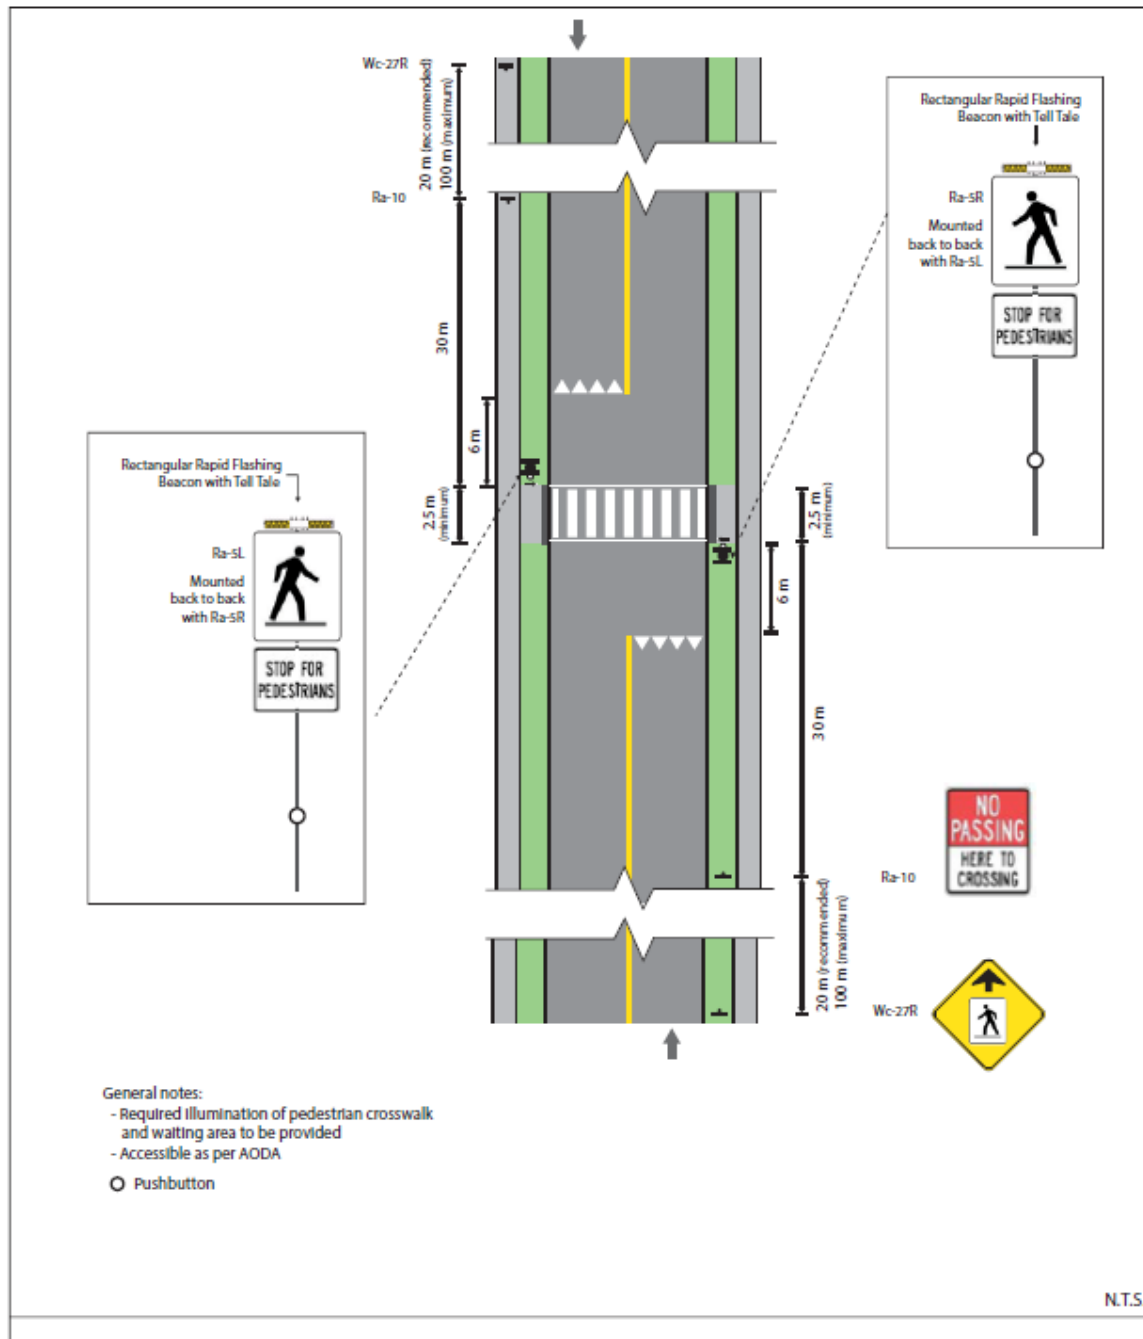 Wc-27R
20 m (recommended)
100 m (maximum)
Ra-10
30 m
6 m
2.5 m
(minimum)
Rectangular Rapid Flashing
Beacon with Tell Tale
Ra-5R
Mounted
back to back
with Ra-5L
STOP FOR
PEDESTRIANS
Rectangular Rapid Flashing
Beacon with Tell Tale
Ra-5L
Mounted
back to back
with Ra-5R
STOP FOR
PEDESTRIANS
2.5 m
(minimum)
6 m
30 m
Ra-10
NO
PASSING
HERE TO
CROSSING
20 m (recommended)
100 m (maximum)
Wc-27R
General notes:
- Required illumination of pedestrian crosswalk
and waiting area to be provided
- Accessible as per AODA
Pushbutton
N.T.S